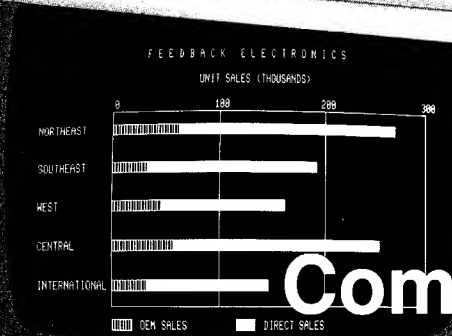 FEEDBACK ELECTRONICS
UNIT SALES (THOUSANDS)
0 100 200 300
NORTHEAST
SOUTHEAST
WEST
CENTRAL
INTERNATIONAL
Com
OEM SALES DIRECT SALES